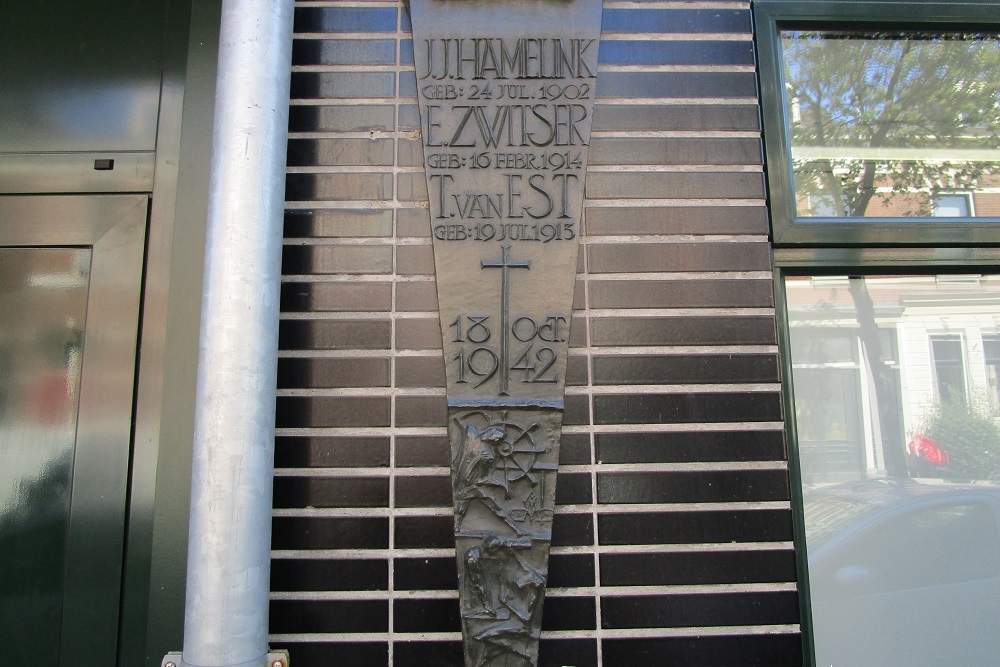 J.J. HAMELINK
GEB: 24 JUL. 1902
E. ZWITSER
GEB: 16 FEBR. 1914
T. VAN EST
GEB: 19 JUL. 1913
18 OCT.
1942